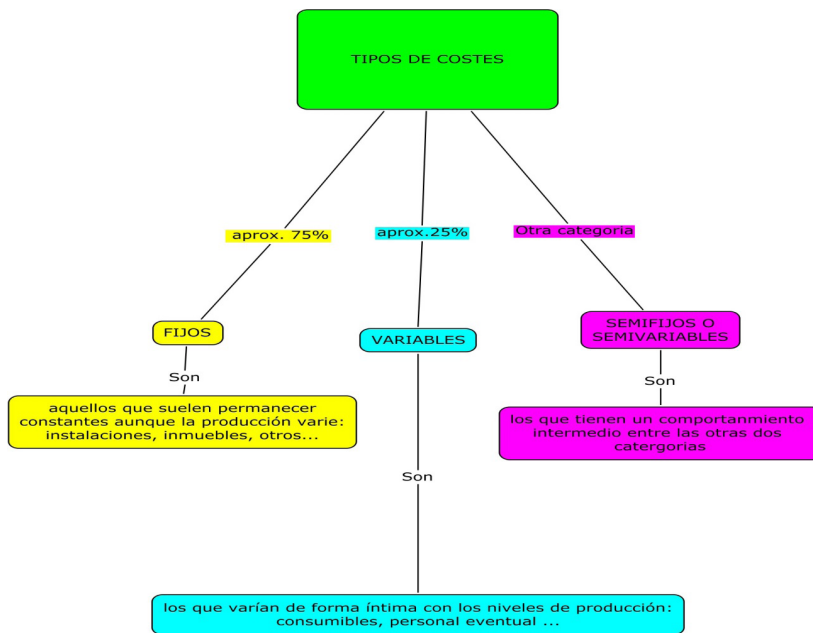 TIPOS DE COSTES
aprox. 75%
aprox.25%
Otra categoria
FIJOS
VARIABLES
SEMIFIJOS O
SEMIVARIABLES
Son
Son
aquellos que suelen permanecer
constantes aunque la producción varie:
instalaciones, inmuebles, otros...
los que tienen un comportanmiento
intermedio entre las otras dos
catergorias
Son
los que varían de forma íntima con los niveles de producción:
consumibles, personal eventual ...